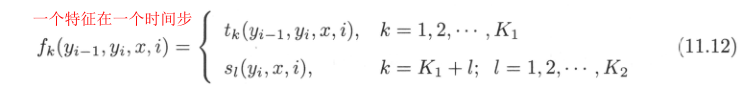 一个特征在一个时间步
f_k(y_{i-1}, y_i, x, i) = { t_k(y_{i-1}, y_i, x, i), k = 1, 2, ⋯, K_1
s_l(y_i, x, i), k = K_1 + l; l = 1, 2, ⋯, K_2 (11.12)